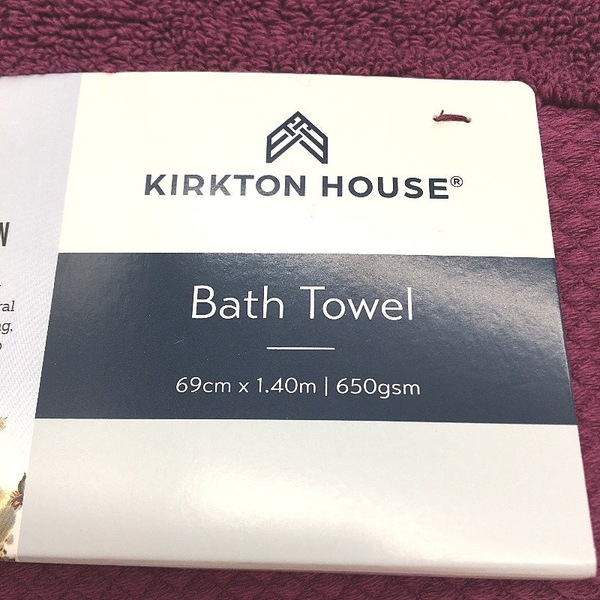 KIRKTON HOUSE®
Bath Towel
69cm x 1.40m | 650gsm